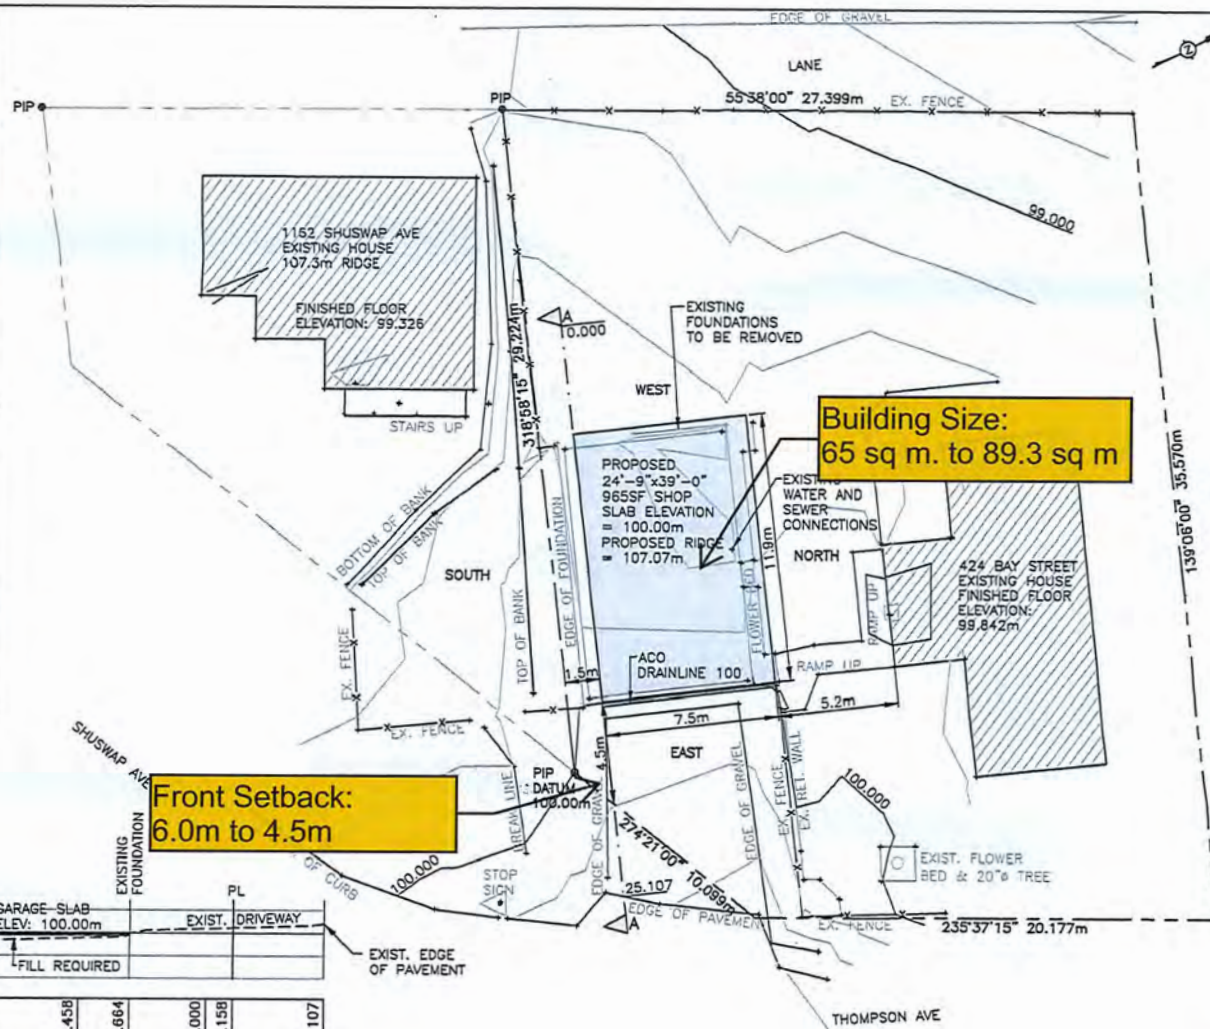 EDGE OF GRAVEL
LANE
PIP
PIP
55°38'00" 27.399m
EX. FENCE
99.000
1152 SHUSWAP AVE
EXISTING HOUSE
107.3m RIDGE
FINISHED FLOOR
ELEVATION: 99.326
STAIRS UP
318°58'15" 29.224m
A
0.000
EXISTING
FOUNDATIONS
TO BE REMOVED
WEST
Building Size:
65 sq m. to 89.3 sq m
PROPOSED
24'-9"x39'-0"
965SF SHOP
SLAB ELEVATION
= 100.00m
PROPOSED RIDGE
= 107.07m
EXISTING
WATER AND
SEWER
CONNECTIONS
11.9m
NORTH
139°06'00" 35.570m
424 BAY STREET
EXISTING HOUSE
FINISHED FLOOR
ELEVATION:
99.842m
RAMP UP
RAMP UP
FLOWER BED
BOTTOM OF BANK
TOP OF BANK
SOUTH
TOP OF BANK
EDGE OF FOUNDATION
1.5m
ACO
DRAINLINE 100
EX. FENCE
EX. FENCE
7.5m
5.2m
4.5m
EAST
SHUSWAP AVE
PIP
DATUM
100.00m
Front Setback:
6.0m to 4.5m
BREAK LINE
EDGE OF GRAVEL
EDGE OF GRAVEL
EX. FENCE
EX. RET. WALL
100.000
274°21'00" 10.099m
EXIST. FLOWER
BED & 20"ø TREE
OF CURB
100.000
STOP
SIGN
25.107
EDGE OF PAVEMENT
A
EX. FENCE
235°37'15" 20.177m
EXISTING
FOUNDATION
PL
GARAGE SLAB
ELEV: 100.00m
EXIST. DRIVEWAY
FILL REQUIRED
EXIST. EDGE
OF PAVEMENT
.458
.664
.000
.158
.107
THOMPSON AVE